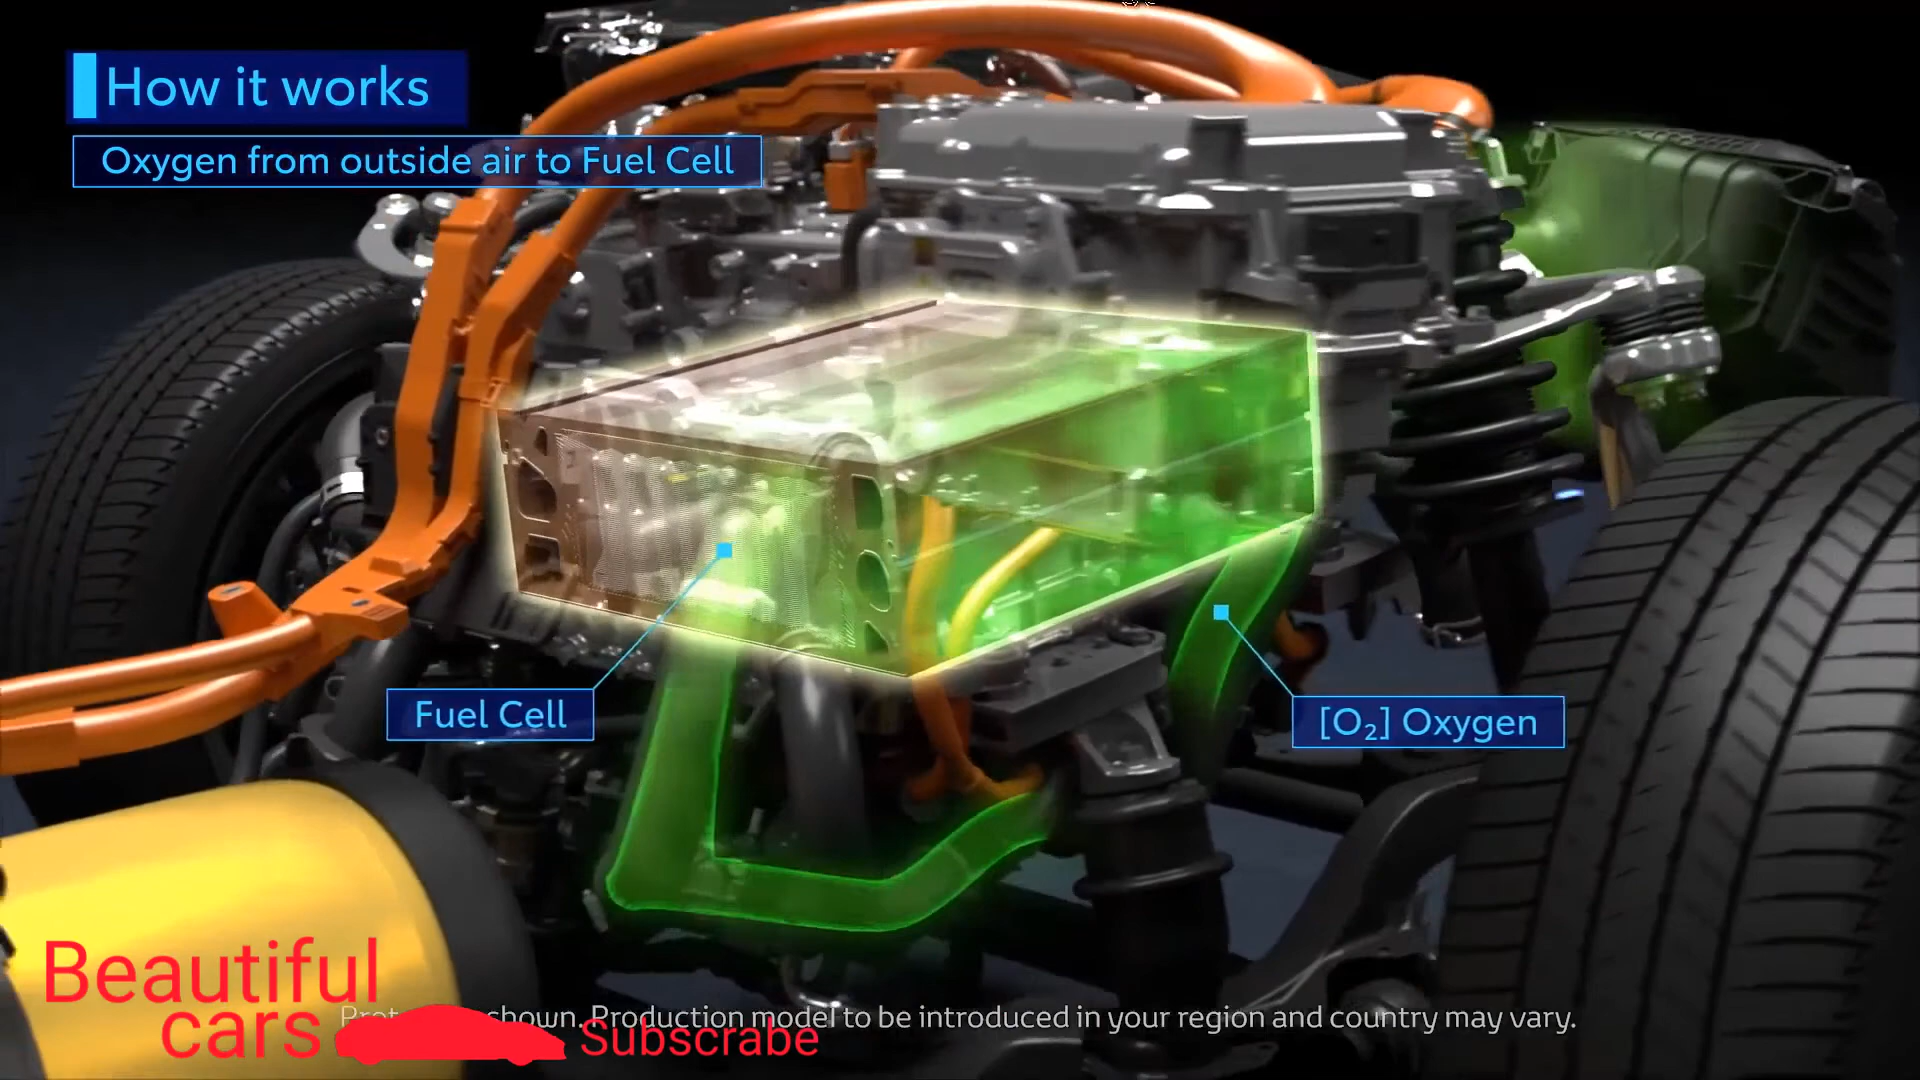 How it works
Oxygen from outside air to Fuel Cell
Fuel Cell
[O₂] Oxygen
Beautiful
cars
shown. Production model to be introduced in your region and country may vary.
Subscrabe